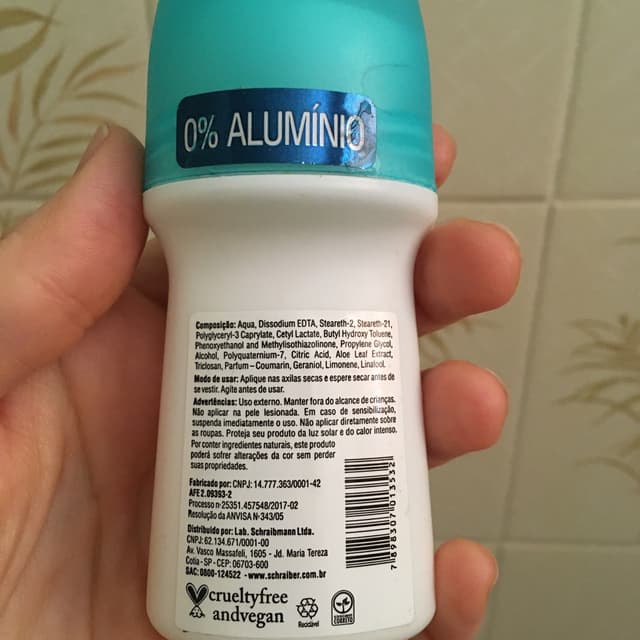 0% ALUMÍNIO
Composição: Aqua, Dissodium EDTA, Steareth-2, Steareth-21,
Polyglyceryl-3 Caprylate, Cetyl Lactate, Butyl Hydroxy Toluene,
Phenoxyethanol and Methylisothiazolinone, Propylene Glycol,
Alcohol, Polyquaternium-7, Citric Acid, Aloe Leaf Extract,
Triclosan, Parfum – Coumarin, Geraniol, Limonene, Linalool.
Modo de usar: Aplique nas axilas secas e espere secar antes de
se vestir. Agite antes de usar.
Advertências: Uso externo. Manter fora do alcance de crianças.
Não aplicar na pele lesionada. Em caso de sensibilização,
suspenda imediatamente o uso. Não aplicar diretamente sobre
as roupas. Proteja seu produto da luz solar e do calor intenso.
Por conter ingredientes naturais, este produto
poderá sofrer alterações da cor sem perder
suas propriedades.
Fabricado por: CNPJ: 14.777.363/0001-42
AFE 2.09393-2
Processo nº25351.457548/2017-02
Resolução da ANVISA Nº343/05
Distribuído por: Lab. Schraibmann Ltda.
CNPJ: 62.134.671/0001-00
Av. Vasco Massafeli, 1605 - Jd. Maria Tereza
Cotia - SP - CEP: 06703-600
SAC: 0800-124522 - www.schraiber.com.br
7 898507 013532
crueltyfree
andvegan
Reciclável